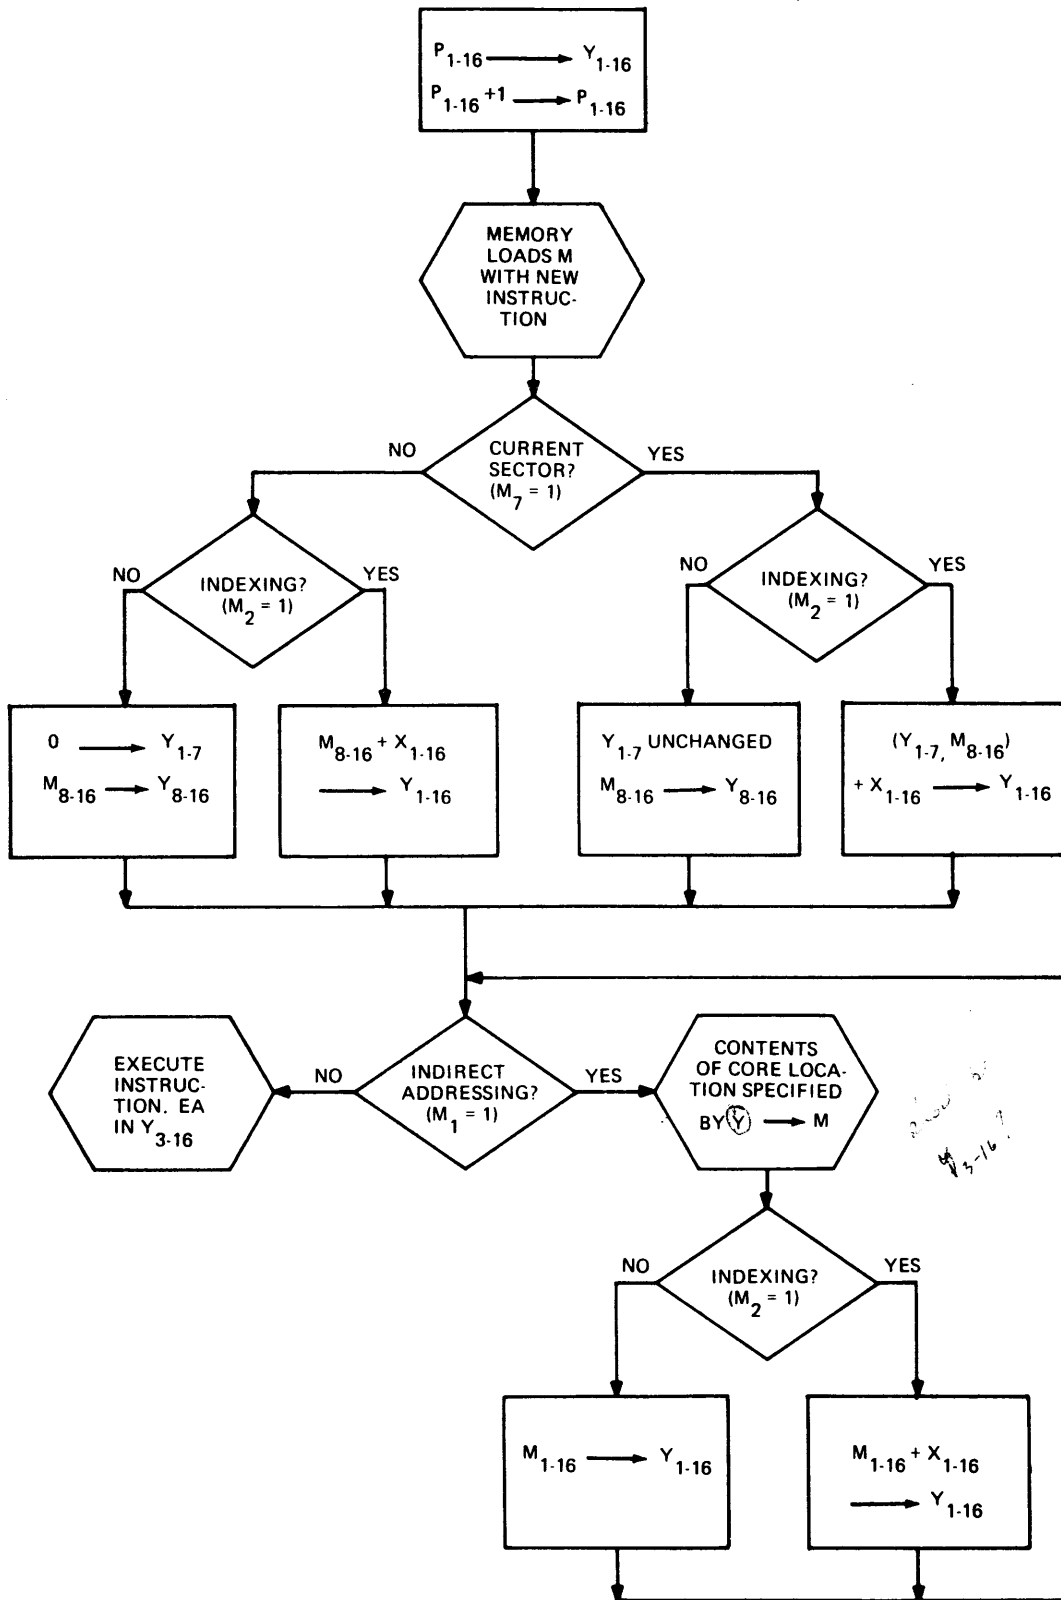 P1-16 → Y1-16
P1-16 +1 → P1-16
MEMORY
LOADS M
WITH NEW
INSTRUC-
TION
NO
CURRENT
SECTOR?
(M7 = 1)
YES
NO
INDEXING?
(M2 = 1)
YES
NO
INDEXING?
(M2 = 1)
YES
0 → Y1-7
M8-16 → Y8-16
M8-16 + X1-16
→ Y1-16
Y1-7 UNCHANGED
M8-16 → Y8-16
(Y1-7, M8-16)
+ X1-16 → Y1-16
EXECUTE
INSTRUC-
TION. EA
IN Y3-16
NO
INDIRECT
ADDRESSING?
(M1 = 1)
YES
CONTENTS
OF CORE LOCA-
TION SPECIFIED
BY Y → M
3-16?
NO
INDEXING?
(M2 = 1)
YES
M1-16 → Y1-16
M1-16 + X1-16
→ Y1-16